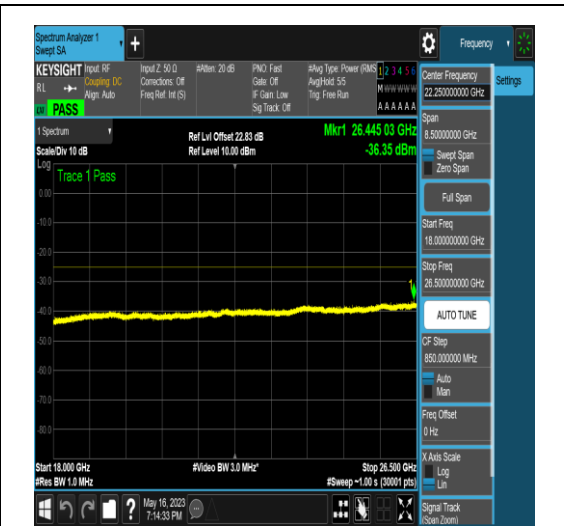 Spectrum Analyzer 1
Swept SA
Frequency
KEYSIGHT
RL
PASS
Input: RF
Coupling: DC
Align: Auto
Input Z: 50 Ω
Corrections: Off
Freq Ref: Int (S)
#Atten: 20 dB
PNO: Fast
Gate: Off
IF Gain: Low
Sig Track: Off
#Avg Type: Power (RMS
Avg|Hold: 5/5
Trig: Free Run
1 2 3 4 5 6
M W W W W W
A A A A A A
1 Spectrum
Scale/Div 10 dB
Ref Lvl Offset 22.83 dB
Ref Level 10.00 dBm
Mkr1 26.445 03 GHz
-36.35 dBm
Log
Trace 1 Pass
0.00
-10.0
-20.0
-30.0
-40.0
-50.0
-60.0
-70.0
-80.0
1
Start 18.000 GHz
#Res BW 1.0 MHz
#Video BW 3.0 MHz*
Stop 26.500 GHz
#Sweep ~1.00 s (30001 pts)
May 16, 2023
7:14:33 PM
Center Frequency
22.250000000 GHz
Settings
Span
8.50000000 GHz
Swept Span
Zero Span
Full Span
Start Freq
18.000000000 GHz
Stop Freq
26.500000000 GHz
AUTO TUNE
CF Step
850.000000 MHz
Auto
Man
Freq Offset
0 Hz
X Axis Scale
Log
Lin
Signal Track
(Span Zoom)